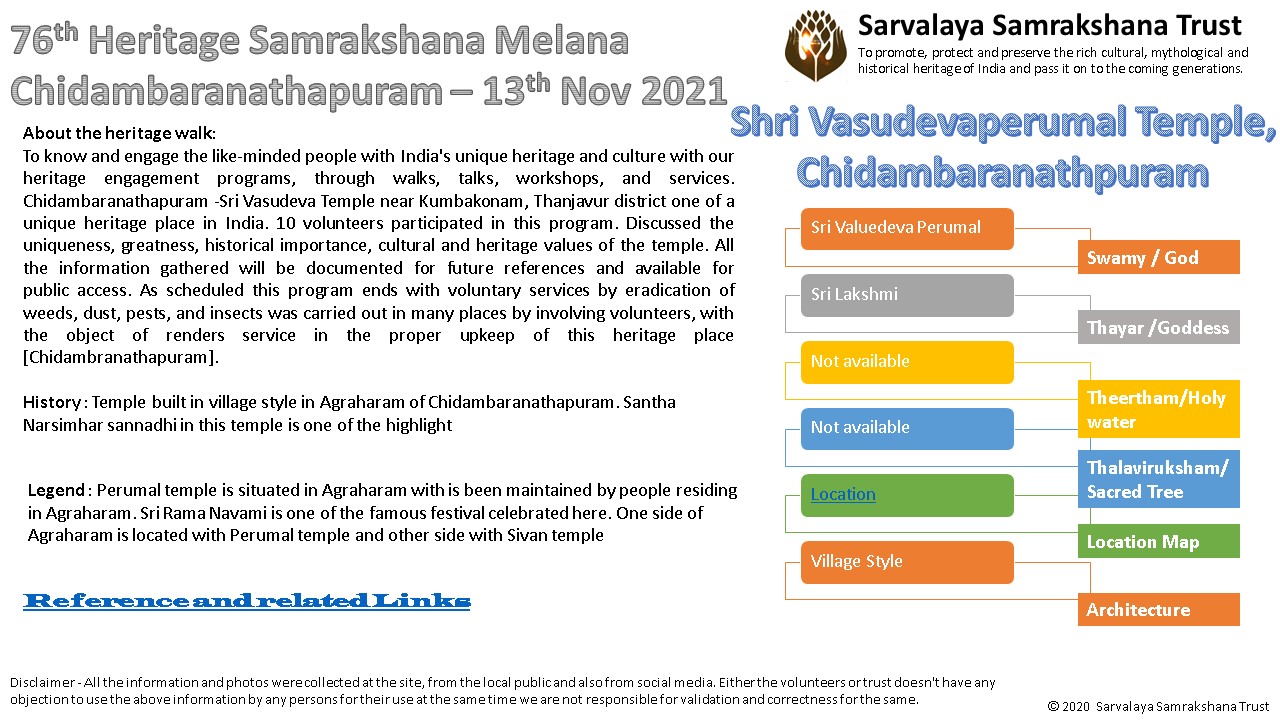 76th Heritage Samrakshana Melana
Chidambaranathapuram – 13th Nov 2021
Sarvalaya Samrakshana Trust
To promote, protect and preserve the rich cultural, mythological and
historical heritage of India and pass it on to the coming generations.
Shri Vasudevaperumal Temple,
Chidambaranathpuram
About the heritage walk:
To know and engage the like-minded people with India's unique heritage and culture with our
heritage engagement programs, through walks, talks, workshops, and services.
Chidambaranathapuram -Sri Vasudeva Temple near Kumbakonam, Thanjavur district one of a
unique heritage place in India. 10 volunteers participated in this program. Discussed the
uniqueness, greatness, historical importance, cultural and heritage values of the temple. All
the information gathered will be documented for future references and available for
public access. As scheduled this program ends with voluntary services by eradication of
weeds, dust, pests, and insects was carried out in many places by involving volunteers, with
the object of renders service in the proper upkeep of this heritage place
[Chidambranathapuram].
History : Temple built in village style in Agraharam of Chidambaranathapuram. Santha
Narsimhar sannadhi in this temple is one of the highlight
Legend : Perumal temple is situated in Agraharam with is been maintained by people residing
in Agraharam. Sri Rama Navami is one of the famous festival celebrated here. One side of
Agraharam is located with Perumal temple and other side with Sivan temple
Reference and related Links
Sri Valuedeva Perumal
Swamy / God
Sri Lakshmi
Thayar /Goddess
Not available
Theertham/Holy
water
Not available
Thalaviruksham/
Sacred Tree
Location
Location Map
Village Style
Architecture
Disclaimer - All the information and photos were collected at the site, from the local public and also from social media. Either the volunteers or trust doesn't have any
objection to use the above information by any persons for their use at the same time we are not responsible for validation and correctness for the same.
© 2020 Sarvalaya Samrakshana Trust